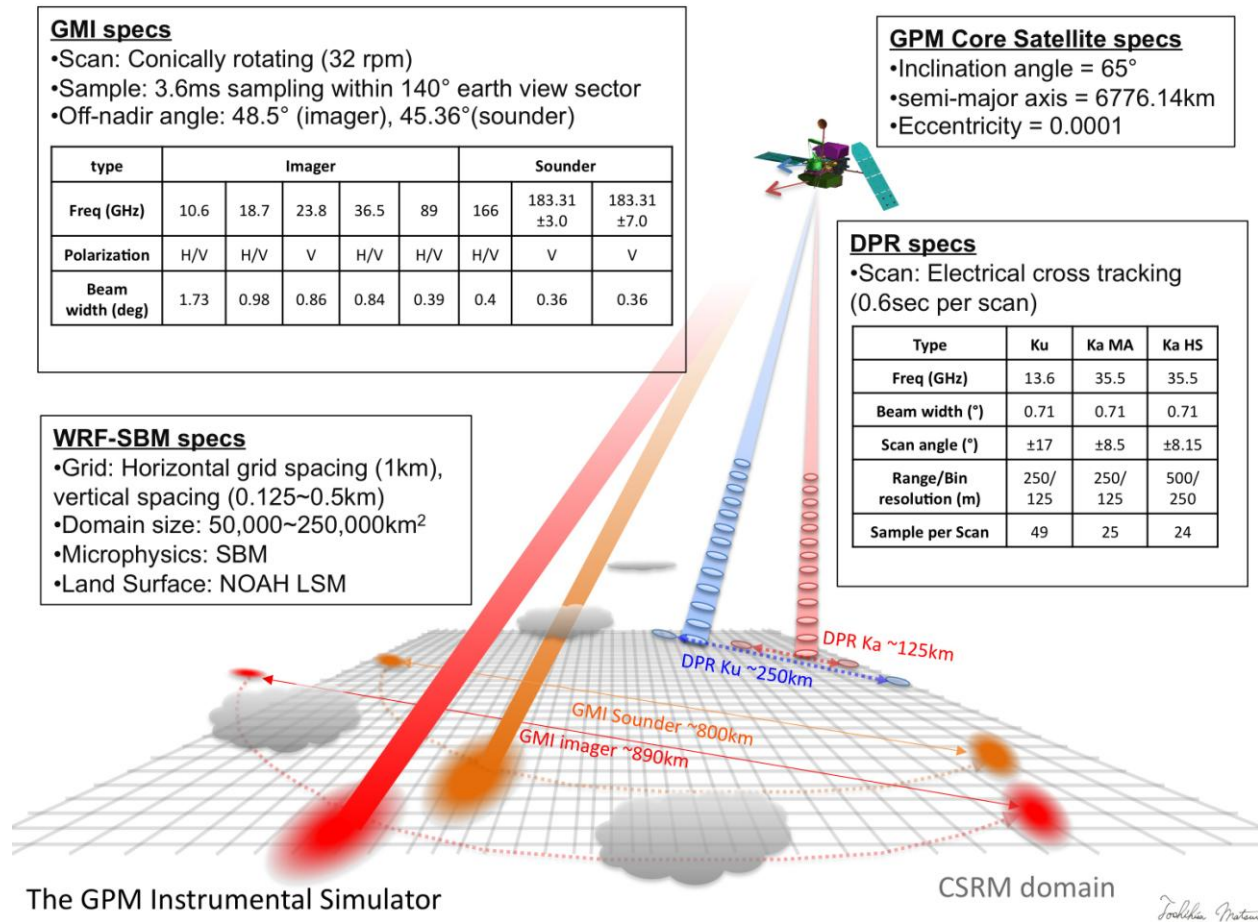 GMI specs
•Scan: Conically rotating (32 rpm)
•Sample: 3.6ms sampling within 140° earth view sector
•Off-nadir angle: 48.5° (imager), 45.36°(sounder)
type Imager Sounder
Freq (GHz) 10.6 18.7 23.8 36.5 89 166 183.31 ±3.0 183.31 ±7.0
Polarization H/V H/V V H/V H/V H/V V V
Beam width (deg) 1.73 0.98 0.86 0.84 0.39 0.4 0.36 0.36
GPM Core Satellite specs
•Inclination angle = 65°
•semi-major axis = 6776.14km
•Eccentricity = 0.0001
DPR specs
•Scan: Electrical cross tracking
(0.6sec per scan)
Type Ku Ka MA Ka HS
Freq (GHz) 13.6 35.5 35.5
Beam width (°) 0.71 0.71 0.71
Scan angle (°) ±17 ±8.5 ±8.15
Range/Bin resolution (m) 250/125 250/125 500/250
Sample per Scan 49 25 24
WRF-SBM specs
•Grid: Horizontal grid spacing (1km),
vertical spacing (0.125~0.5km)
•Domain size: 50,000~250,000km²
•Microphysics: SBM
•Land Surface: NOAH LSM
DPR Ka ~125km
DPR Ku ~250km
GMI Sounder ~800km
GMI imager ~890km
The GPM Instrumental Simulator
CSRM domain